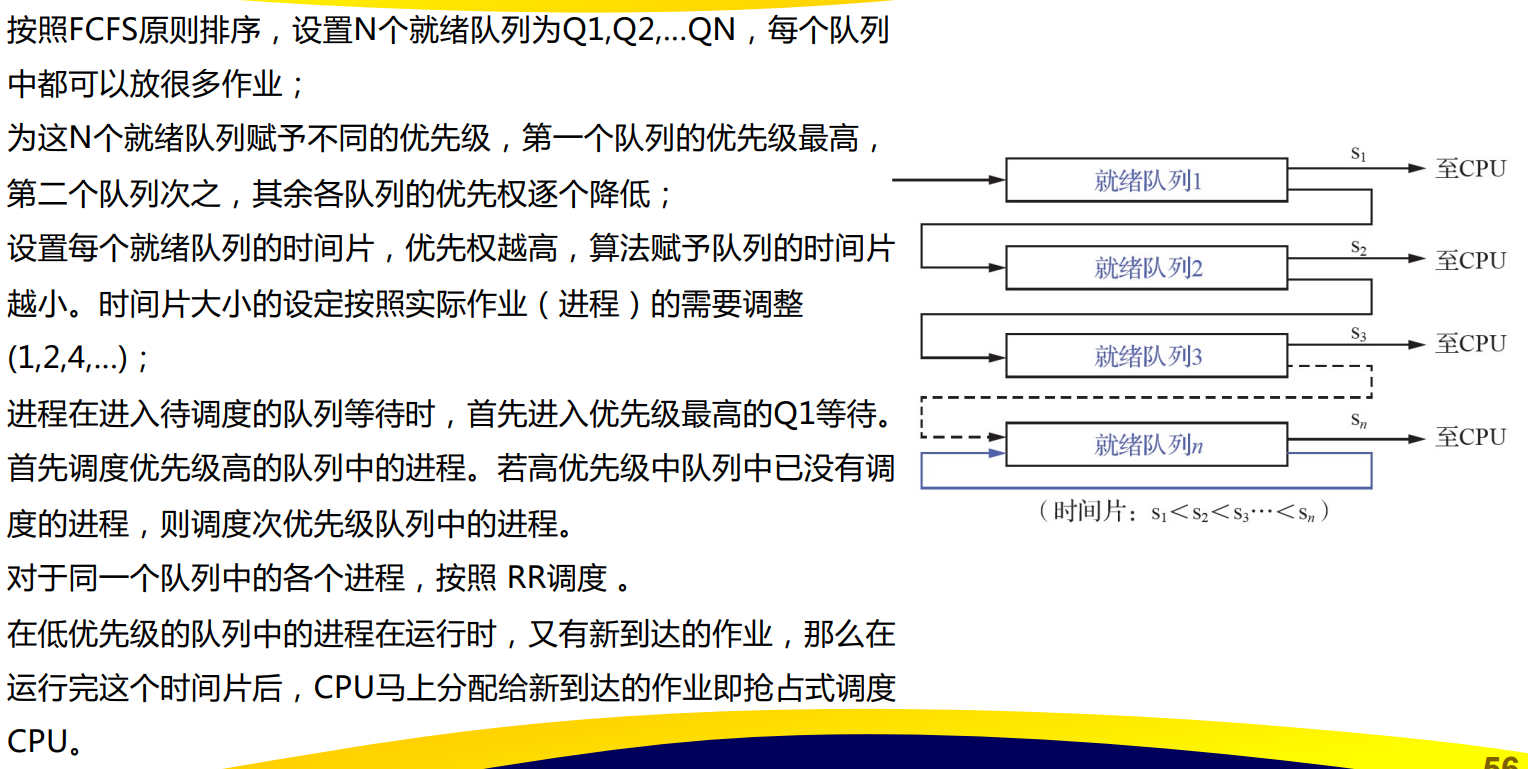 按照FCFS原则排序，设置N个就绪队列为Q1,Q2,...QN，每个队列
中都可以放很多作业；
为这N个就绪队列赋予不同的优先级，第一个队列的优先级最高，
第二个队列次之，其余各队列的优先权逐个降低；
设置每个就绪队列的时间片，优先权越高，算法赋予队列的时间片
越小。时间片大小的设定按照实际作业（进程）的需要调整
(1,2,4,...)；
进程在进入待调度的队列等待时，首先进入优先级最高的Q1等待。
首先调度优先级高的队列中的进程。若高优先级中队列中已没有调
度的进程，则调度次优先级队列中的进程。
对于同一个队列中的各个进程，按照 RR调度 。
在低优先级的队列中的进程在运行时，又有新到达的作业，那么在
运行完这个时间片后，CPU马上分配给新到达的作业即抢占式调度
CPU。
就绪队列1
s1
至CPU
就绪队列2
s2
至CPU
就绪队列3
s3
至CPU
就绪队列n
sn
至CPU
（时间片：s1＜s2＜s3…＜sn）
56